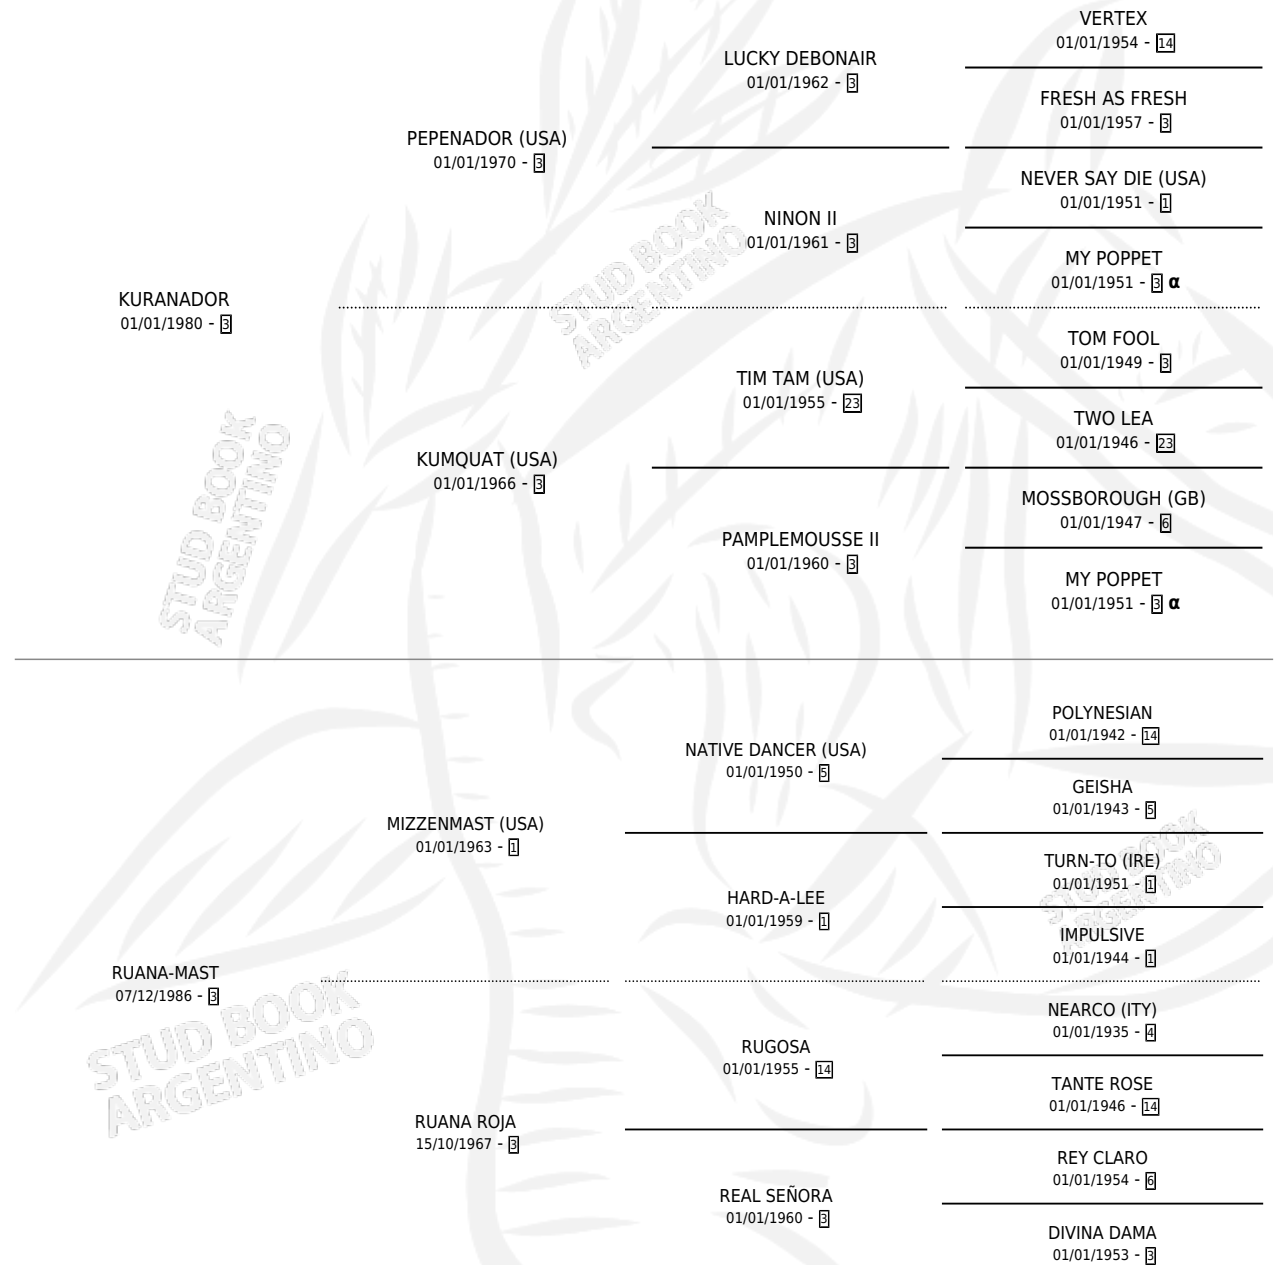 VERTEX
01/01/1954 - 14
LUCKY DEBONAIR
01/01/1962 - 3
FRESH AS FRESH
01/01/1957 - 3
PEPENADOR (USA)
01/01/1970 - 3
NEVER SAY DIE (USA)
01/01/1951 - 1
NINON II
01/01/1961 - 3
MY POPPET
01/01/1951 - 3 α
KURANADOR
01/01/1980 - 3
STUD BOOK
ARGENTINO
TOM FOOL
01/01/1949 - 3
TIM TAM (USA)
01/01/1955 - 23
TWO LEA
01/01/1946 - 23
KUMQUAT (USA)
01/01/1966 - 3
MOSSBOROUGH (GB)
01/01/1947 - 6
PAMPLEMOUSSE II
01/01/1960 - 3
MY POPPET
01/01/1951 - 3 α
STUD BOOK
ARGENTINO
POLYNESIAN
01/01/1942 - 14
NATIVE DANCER (USA)
01/01/1950 - 5
GEISHA
01/01/1943 - 5
MIZZENMAST (USA)
01/01/1963 - 1
TURN-TO (IRE)
01/01/1951 - 1
HARD-A-LEE
01/01/1959 - 1
STUD BOOK
ARGENTINO
IMPULSIVE
01/01/1944 - 1
RUANA-MAST
07/12/1986 - 3
STUD BOOK
ARGENTINO
NEARCO (ITY)
01/01/1935 - 4
RUGOSA
01/01/1955 - 14
TANTE ROSE
01/01/1946 - 14
RUANA ROJA
15/10/1967 - 3
REY CLARO
01/01/1954 - 6
REAL SEÑORA
01/01/1960 - 3
DIVINA DAMA
01/01/1953 - 3